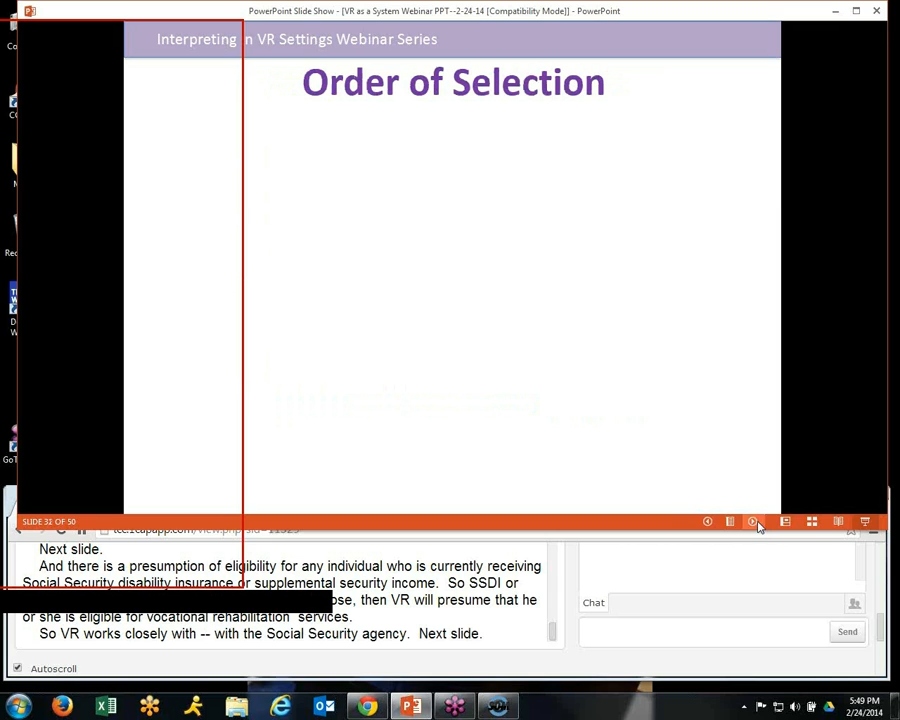 PowerPoint Slide Show - [VR as a System Webinar PPT--2-24-14 [Compatibility Mode]] - PowerPoint
Interpreting in VR Settings Webinar Series
Order of Selection
SLIDE 32 OF 50
Next slide.
And there is a presumption of eligibility for any individual who is currently receiving
Social Security disability insurance or supplemental security income. So SSDI or
ose, then VR will presume that he
or she is eligible for vocational rehabilitation services.
So VR works closely with -- with the Social Security agency. Next slide.
Chat
Send
Autoscroll
5:49 PM
2/24/2014